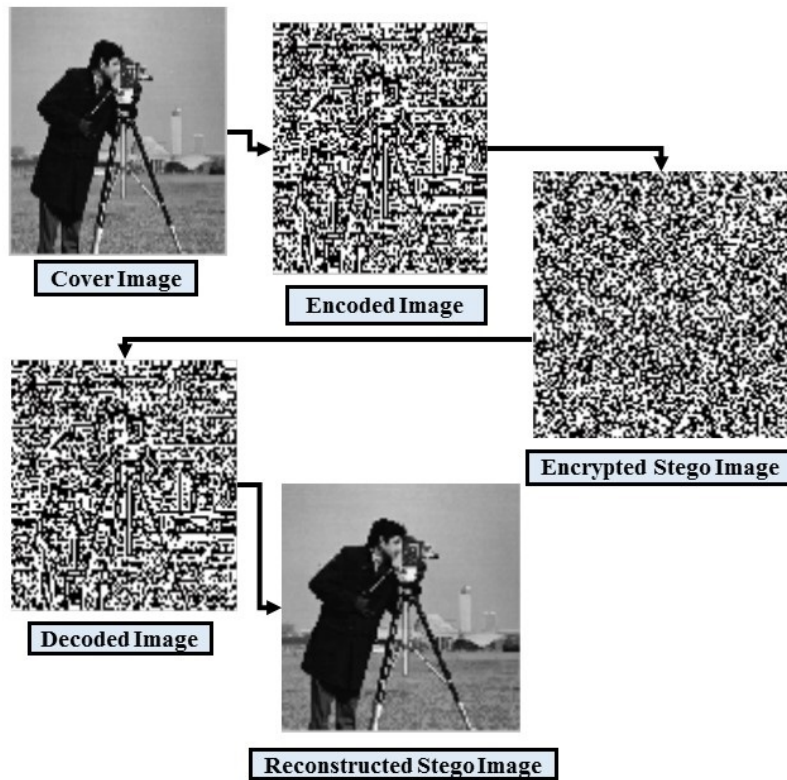 Cover Image
Encoded Image
Encrypted Stego Image
Decoded Image
Reconstructed Stego Image